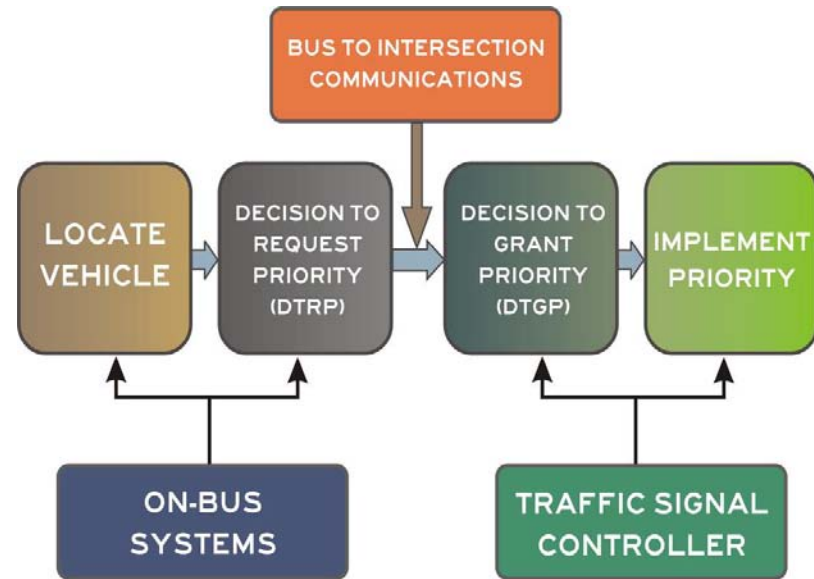 BUS TO INTERSECTION
COMMUNICATIONS
LOCATE
VEHICLE
DECISION TO
REQUEST
PRIORITY
(DTRP)
DECISION TO
GRANT
PRIORITY
(DTGP)
IMPLEMENT
PRIORITY
ON-BUS
SYSTEMS
TRAFFIC SIGNAL
CONTROLLER